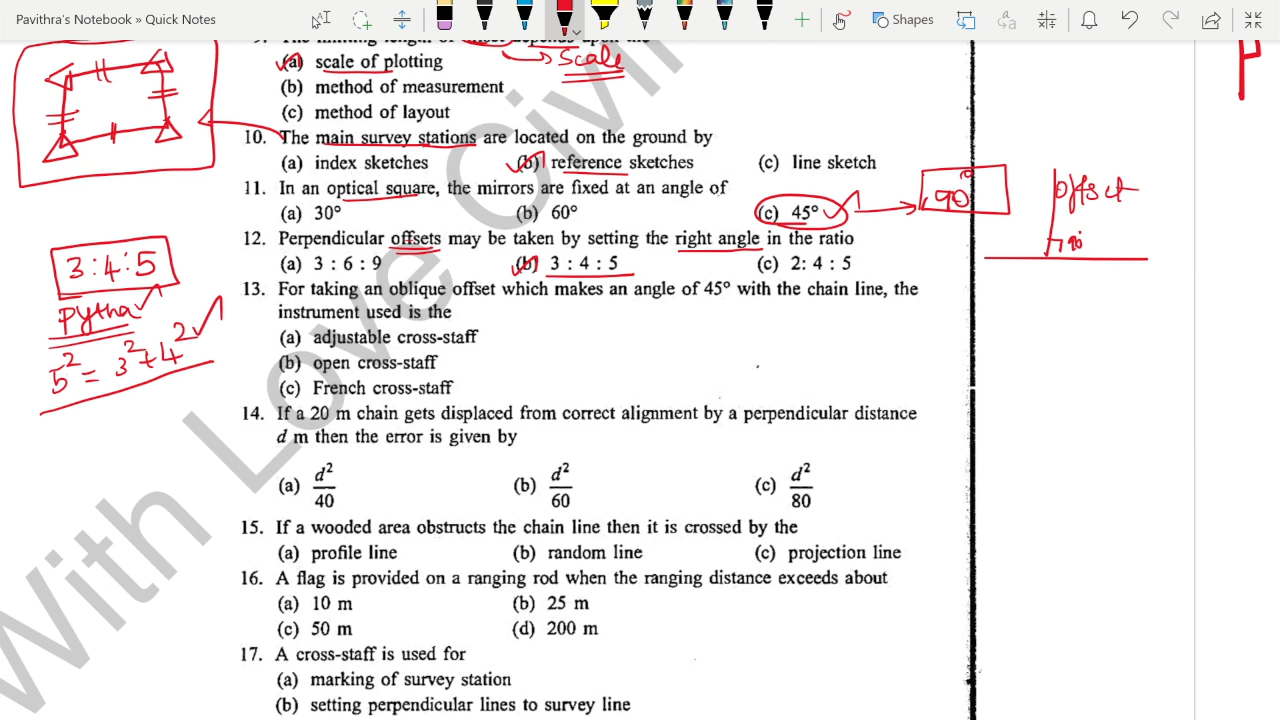 Pavithra's Notebook » Quick Notes
Shapes
(a) scale of plotting
scale
(b) method of measurement
(c) method of layout
10. The main survey stations are located on the ground by
(a) index sketches (b) reference sketches (c) line sketch
11. In an optical square, the mirrors are fixed at an angle of
(a) 30° (b) 60° (c) 45°
90°
offset
90
12. Perpendicular offsets may be taken by setting the right angle in the ratio
(a) 3 : 6 : 9 (b) 3 : 4 : 5 (c) 2: 4 : 5
3:4:5
Pytha
5² = 3² + 4²
13. For taking an oblique offset which makes an angle of 45° with the chain line, the
instrument used is the
(a) adjustable cross-staff
(b) open cross-staff
(c) French cross-staff
14. If a 20 m chain gets displaced from correct alignment by a perpendicular distance
d m then the error is given by
(a) d²/40 (b) d²/60 (c) d²/80
15. If a wooded area obstructs the chain line then it is crossed by the
(a) profile line (b) random line (c) projection line
16. A flag is provided on a ranging rod when the ranging distance exceeds about
(a) 10 m (b) 25 m
(c) 50 m (d) 200 m
17. A cross-staff is used for
(a) marking of survey station
(b) setting perpendicular lines to survey line
With Love Civil